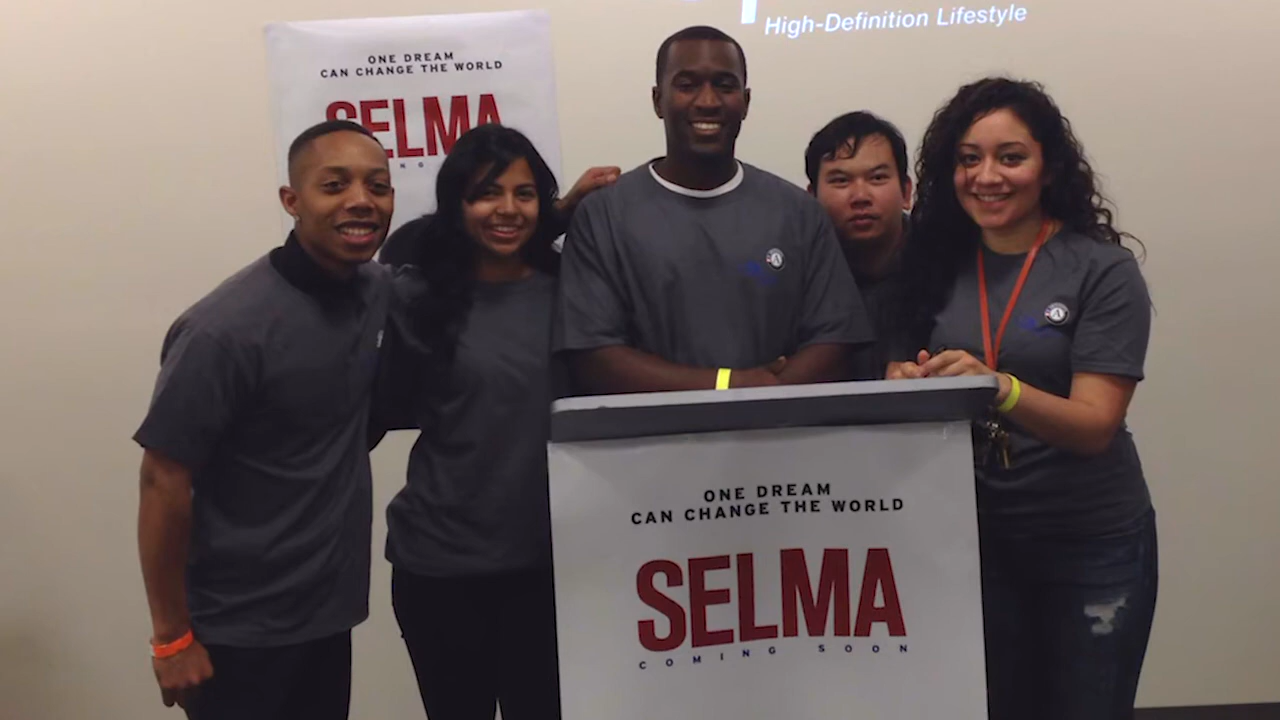 High-Definition Lifestyle
ONE DREAM
CAN CHANGE THE WORLD
SELMA
ONE DREAM
CAN CHANGE THE WORLD
SELMA
COMING SOON